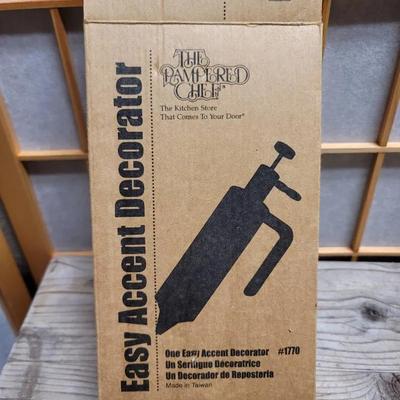 THE
PAMPERED
CHEF®
The Kitchen Store
That Comes To Your Door®
Easy Accent Decorator
One Easy Accent Decorator #1770
Un Seringue Décoratrice
Un Decorador de Repostería
Made in Taiwan